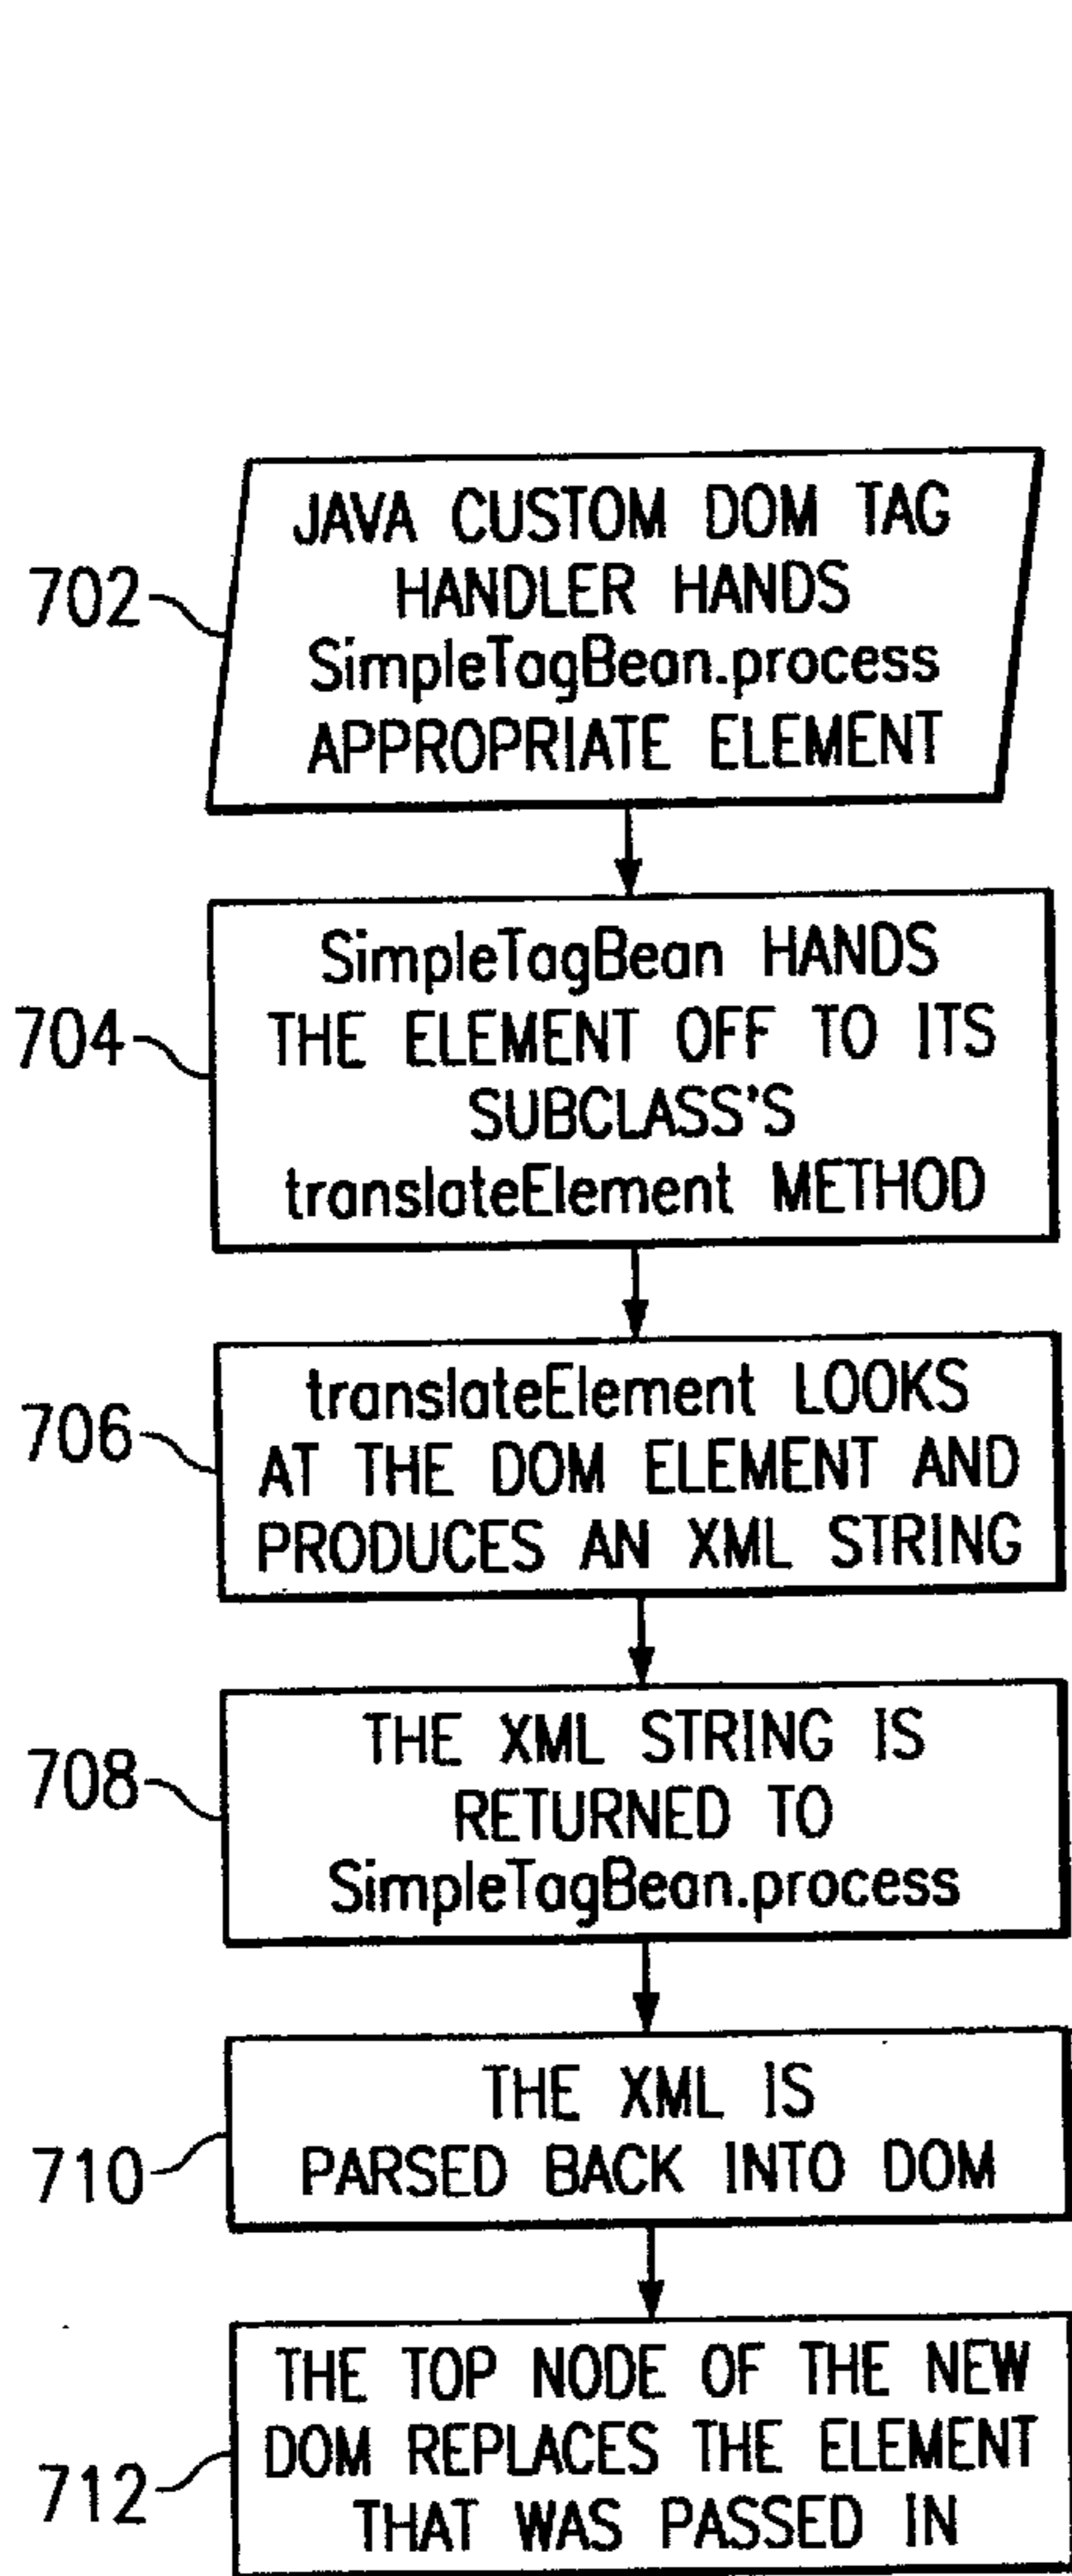 JAVA CUSTOM DOM TAG
HANDLER HANDS
SimpleTagBean.process
APPROPRIATE ELEMENT
702
SimpleTagBean HANDS
THE ELEMENT OFF TO ITS
SUBCLASS'S
translateElement METHOD
704
translateElement LOOKS
AT THE DOM ELEMENT AND
PRODUCES AN XML STRING
706
THE XML STRING IS
RETURNED TO
SimpleTagBean.process
708
THE XML IS
PARSED BACK INTO DOM
710
THE TOP NODE OF THE NEW
DOM REPLACES THE ELEMENT
THAT WAS PASSED IN
712